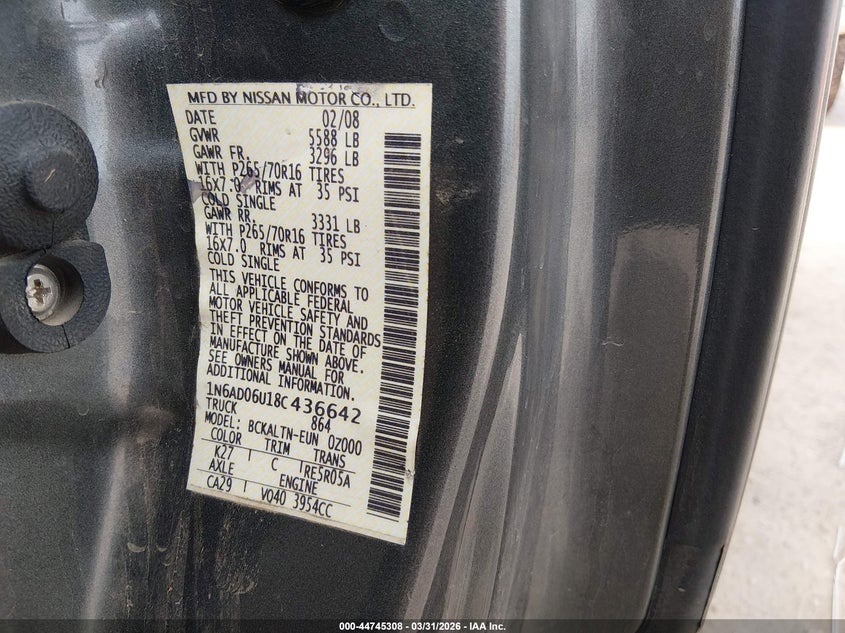 MFD BY NISSAN MOTOR CO., LTD.
DATE 02/08
GVWR 5588 LB
GAWR FR. 3296 LB
WITH P265/70R16 TIRES
16X7.0 RIMS AT 35 PSI
COLD SINGLE
GAWR RR. 3331 LB
WITH P265/70R16 TIRES
16X7.0 RIMS AT 35 PSI
COLD SINGLE
THIS VEHICLE CONFORMS TO
ALL APPLICABLE FEDERAL
MOTOR VEHICLE SAFETY AND
THEFT PREVENTION STANDARDS
IN EFFECT ON THE DATE OF
MANUFACTURE SHOWN ABOVE.
SEE OWNERS MANUAL FOR
ADDITIONAL INFORMATION.
1N6AD06U18C436642
TRUCK 864
MODEL: BCKALTN-EUN 0Z000
COLOR TRIM TRANS
K27 | C | RE5R05A
AXLE ENGINE
CA29 | VQ40 3954CC
000-44745308 - 03/31/2026 - IAA Inc.